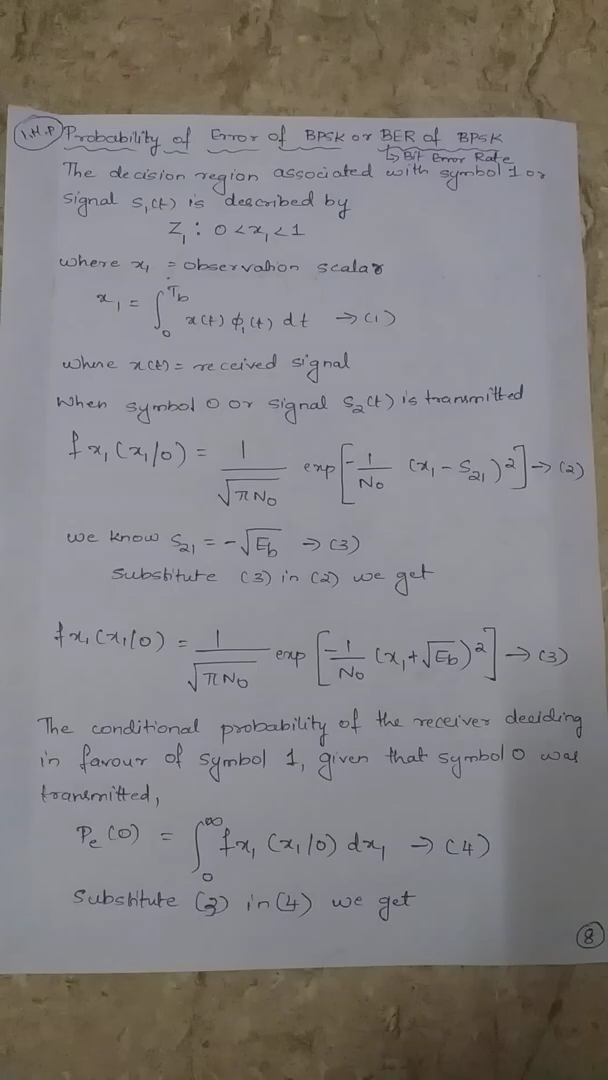 I.M.P Probability of Error of BPSK or BER of BPSK
↳ Bit Error Rate
The decision region associated with symbol 1 or
signal s₁(t) is described by
Z₁ : 0 < x₁ < 1
where x₁ = observation scalar
x₁ = ∫₀^Tb x(t) ϕ₁(t) dt → (1)
where x(t) = received signal
When symbol 0 or signal s₂(t) is transmitted
fx₁(x₁/0) = 1/√(πN₀) exp[-1/N₀ (x₁ - S₂₁)²] → (2)
we know S₂₁ = -√Eb → (3)
Substitute (3) in (2) we get
fx₁(x₁/0) = 1/√(πN₀) exp[-1/N₀ (x₁ + √Eb)²] → (3)
The conditional probability of the receiver deciding
in favour of symbol 1, given that symbol 0 was
transmitted,
Pe(0) = ∫₀^∞ fx₁(x₁/0) dx₁ → (4)
Substitute (3) in (4) we get
8